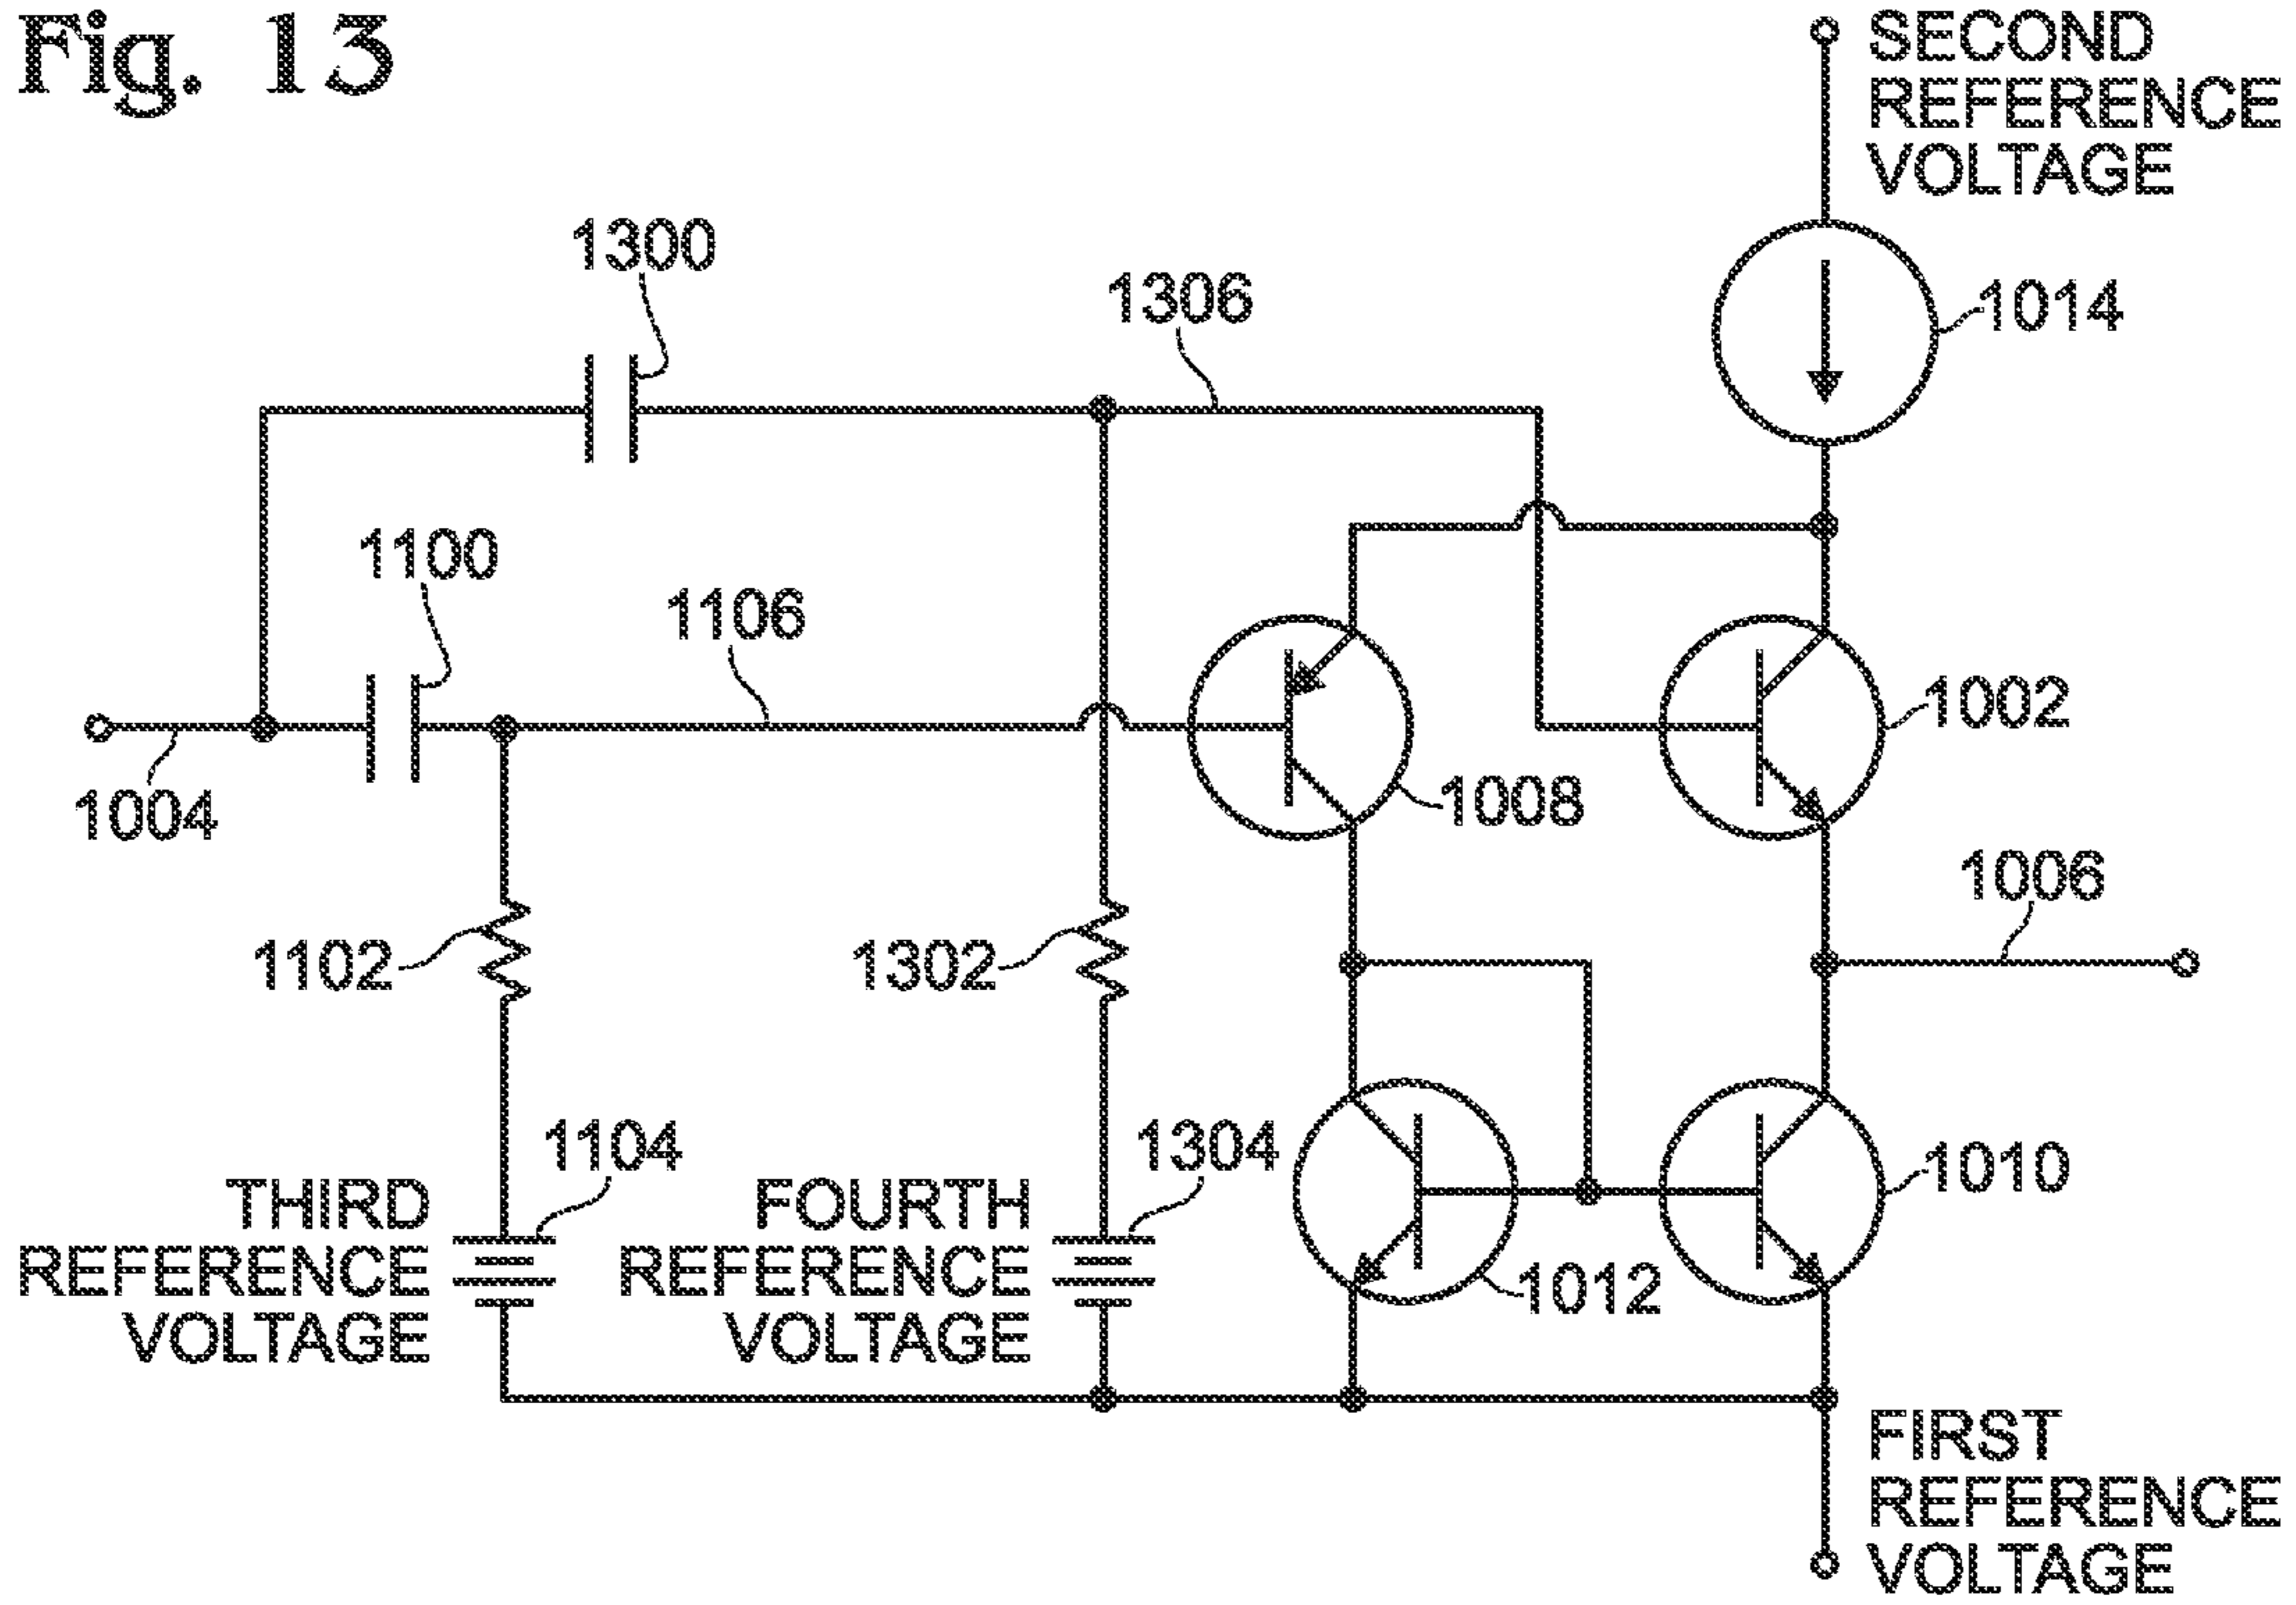 Fig. 13
SECOND
REFERENCE
VOLTAGE
1300
1306
1014
1100
1106
1002
1004
1008
1006
1102
1302
1104
1304
1010
THIRD
REFERENCE
VOLTAGE
FOURTH
REFERENCE
VOLTAGE
1012
FIRST
REFERENCE
VOLTAGE